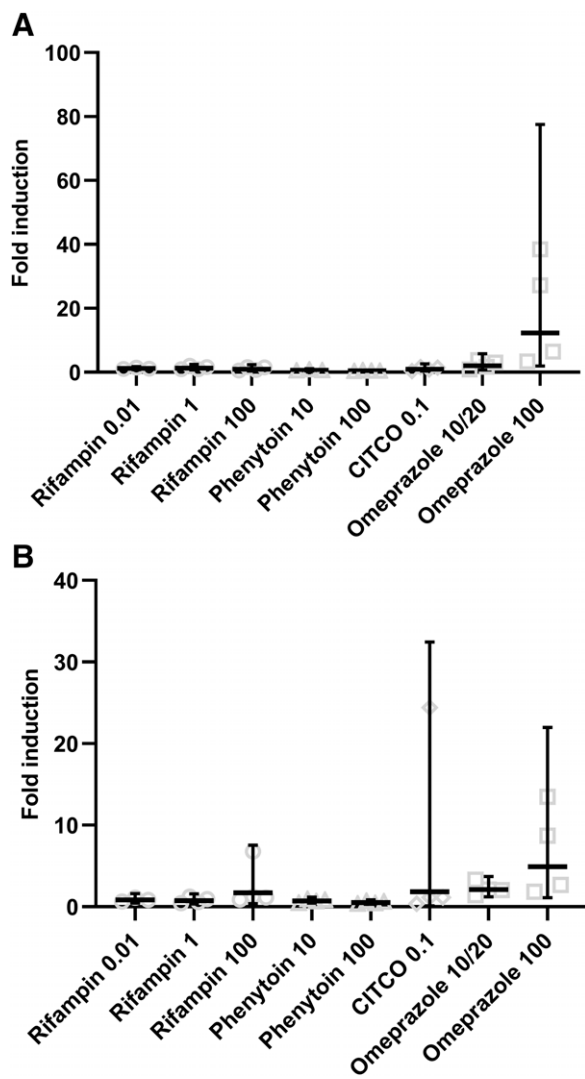 A
Fold induction
100
80
60
40
20
0
Rifampin 0.01
Rifampin 1
Rifampin 100
Phenytoin 10
Phenytoin 100
CITCO 0.1
Omeprazole 10/20
Omeprazole 100
B
Fold induction
40
30
20
10
0
Rifampin 0.01
Rifampin 1
Rifampin 100
Phenytoin 10
Phenytoin 100
CITCO 0.1
Omeprazole 10/20
Omeprazole 100